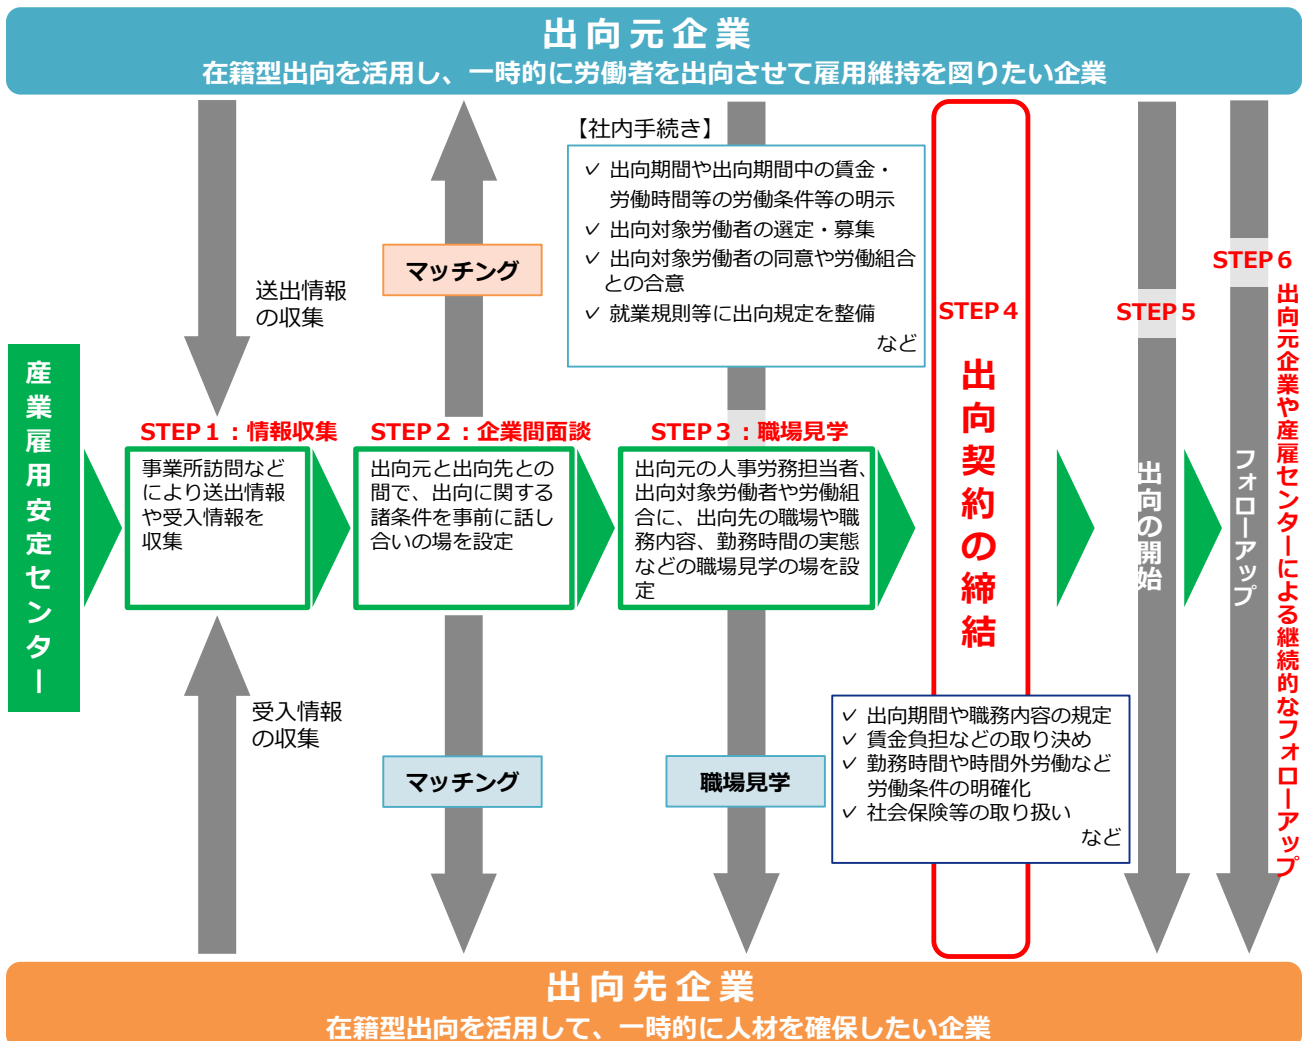 出向元企業
在籍型出向を活用し、一時的に労働者を出向させて雇用維持を図りたい企業
【社内手続き】
✓ 出向期間や出向期間中の賃金・
労働時間等の労働条件等の明示
✓ 出向対象労働者の選定・募集
✓ 出向対象労働者の同意や労働組合
との合意
✓ 就業規則等に出向規定を整備
など
マッチング
送出情報
の収集
産業雇用安定センター
STEP1：情報収集
事業所訪問など
により送出情報
や受入情報を
収集
STEP2：企業間面談
出向元と出向先との
間で、出向に関する
諸条件を事前に話し
合いの場を設定
STEP3：職場見学
出向元の人事労務担当者、
出向対象労働者や労働組
合に、出向先の職場や職
務内容、勤務時間の実態
などの職場見学の場を設
定
STEP4
出向契約の締結
STEP5
出向の開始
STEP6
フォローアップ
出向元企業や産雇センターによる継続的なフォローアップ
受入情報
の収集
マッチング
職場見学
✓ 出向期間や職務内容の規定
✓ 賃金負担などの取り決め
✓ 勤務時間や時間外労働など
労働条件の明確化
✓ 社会保険等の取り扱い
など
出向先企業
在籍型出向を活用して、一時的に人材を確保したい企業